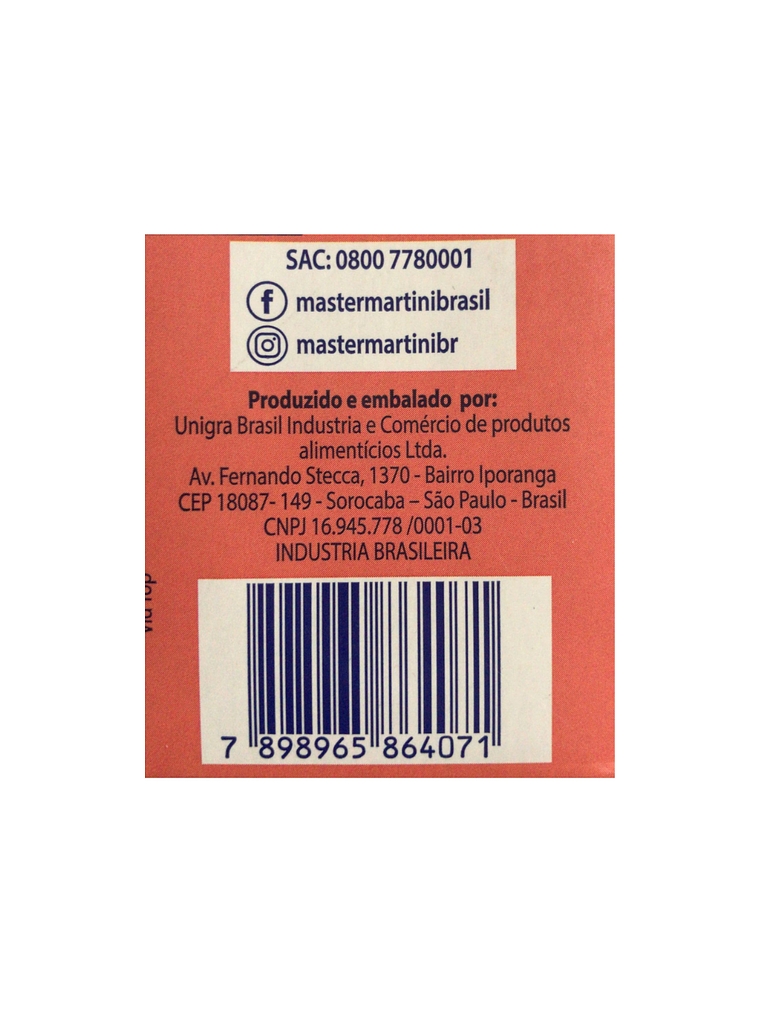 SAC: 0800 7780001
mastermartinibrasil
mastermartinibr
Produzido e embalado por:
Unigra Brasil Industria e Comércio de produtos
alimentícios Ltda.
Av. Fernando Stecca, 1370 - Bairro Iporanga
CEP 18087- 149 - Sorocaba – São Paulo - Brasil
CNPJ 16.945.778 /0001-03
INDUSTRIA BRASILEIRA
7 898965 864071